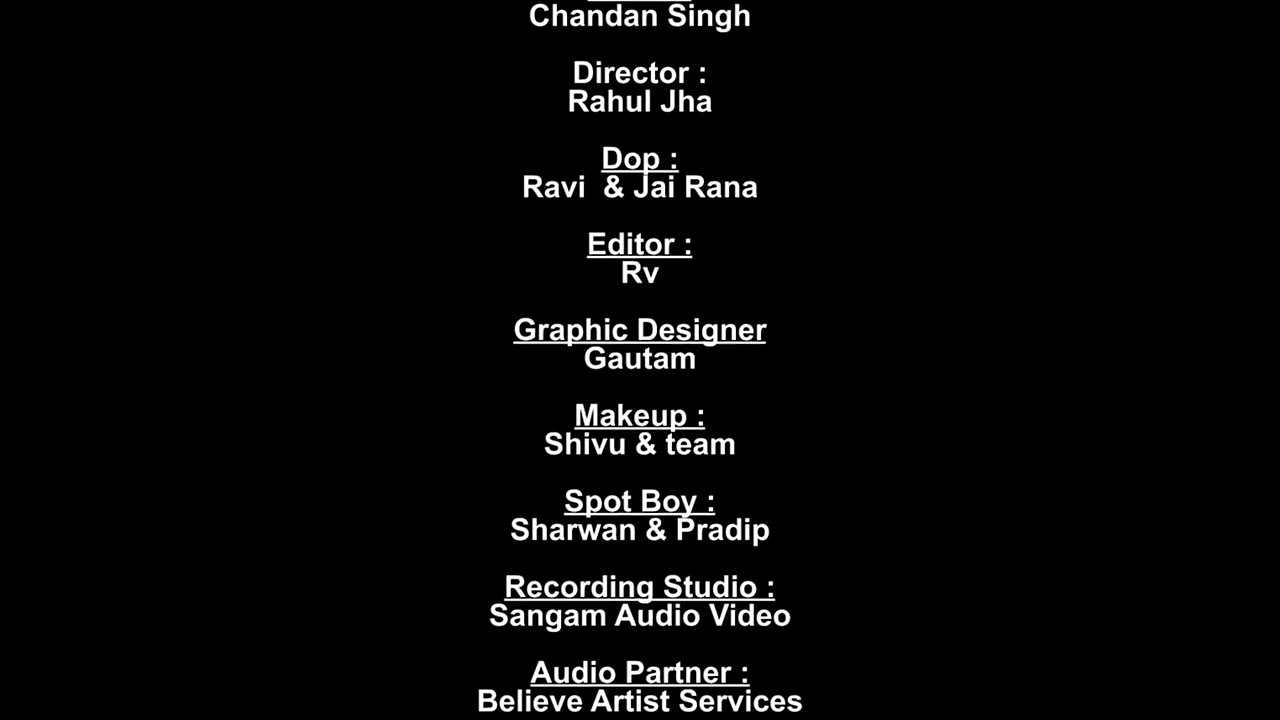 Chandan Singh
Director :
Rahul Jha
Dop :
Ravi  & Jai Rana
Editor :
Rv
Graphic Designer
Gautam
Makeup :
Shivu & team
Spot Boy :
Sharwan & Pradip
Recording Studio :
Sangam Audio Video
Audio Partner :
Believe Artist Services